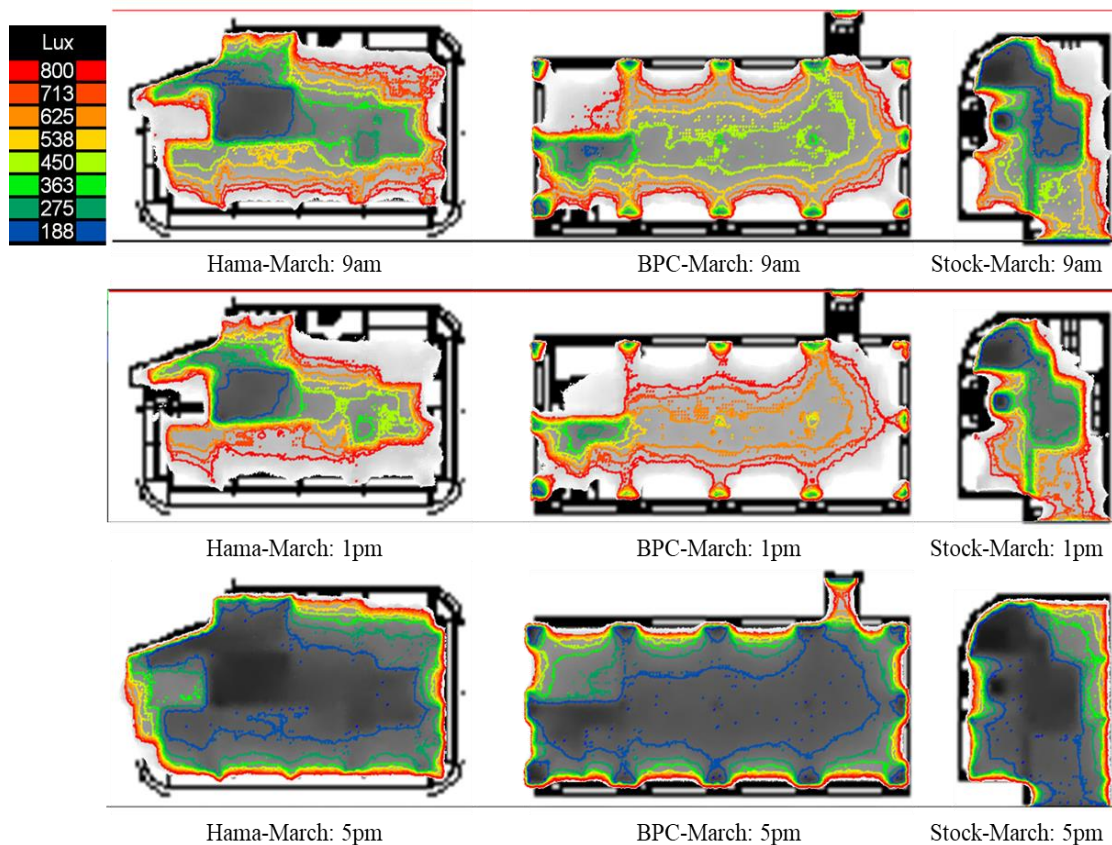 Lux
800
713
625
538
450
363
275
188
Hama-March: 9am BPC-March: 9am Stock-March: 9am
Hama-March: 1pm BPC-March: 1pm Stock-March: 1pm
Hama-March: 5pm BPC-March: 5pm Stock-March: 5pm